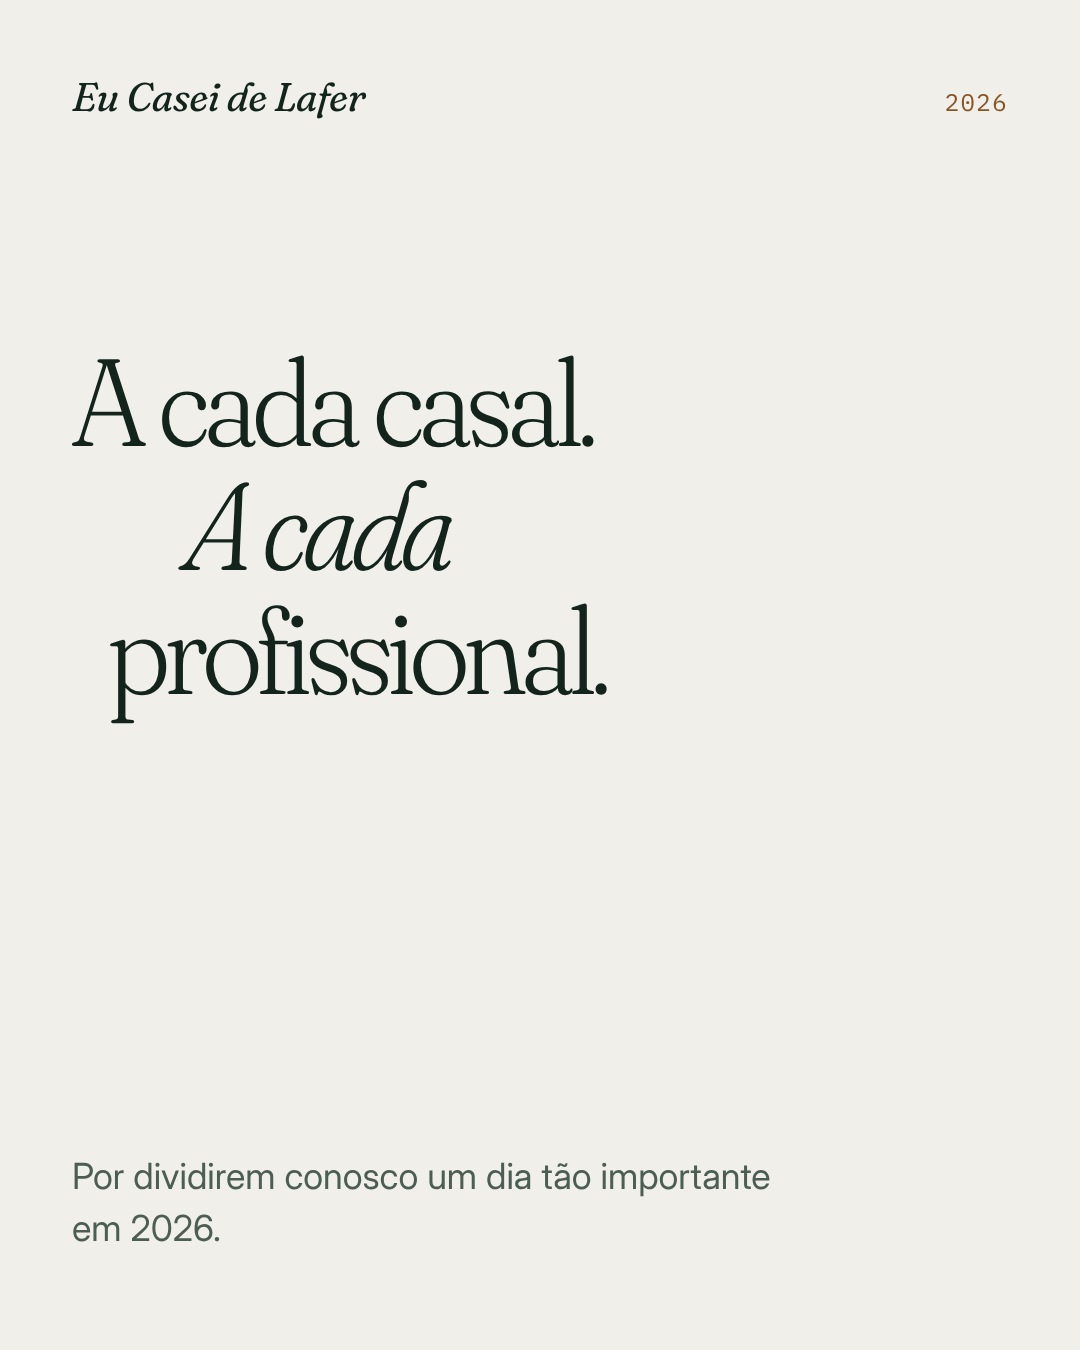 Eu Casei de Lafer
2026
A cada casal.
A cada
profissional.
Por dividirem conosco um dia tão importante
em 2026.